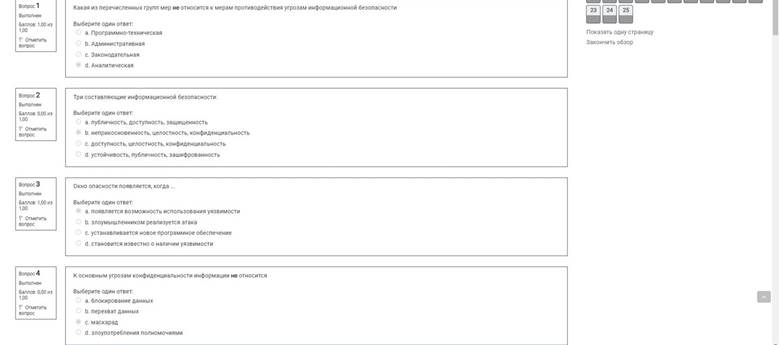 Вопрос 1
Выполнен
Баллов: 1,00 из
1,00
Отметить
вопрос
Какая из перечисленных групп мер не относится к мерам противодействия угрозам информационной безопасности
Выберите один ответ:
a. Программно-техническая
b. Административная
c. Законодательная
d. Аналитическая
23 24 25
Показать одну страницу
Закончить обзор
Вопрос 2
Выполнен
Баллов: 0,00 из
1,00
Отметить
вопрос
Три составляющие информационной безопасности
Выберите один ответ:
a. публичность, доступность, защищенность
b. неприкосновенность, целостность, конфиденциальность
c. доступность, целостность, конфиденциальность
d. устойчивость, публичность, зашифрованность
Вопрос 3
Выполнен
Баллов: 1,00 из
1,00
Отметить
вопрос
Окно опасности появляется, когда ...
Выберите один ответ:
a. появляется возможность использования уязвимости
b. злоумышленником реализуется атака
c. устанавливается новое программное обеспечение
d. становится известно о наличии уязвимости
Вопрос 4
Выполнен
Баллов: 0,00 из
1,00
Отметить
вопрос
К основным угрозам конфиденциальности информации не относится
Выберите один ответ:
a. блокирование данных
b. перехват данных
c. маскарад
d. злоупотребления полномочиями